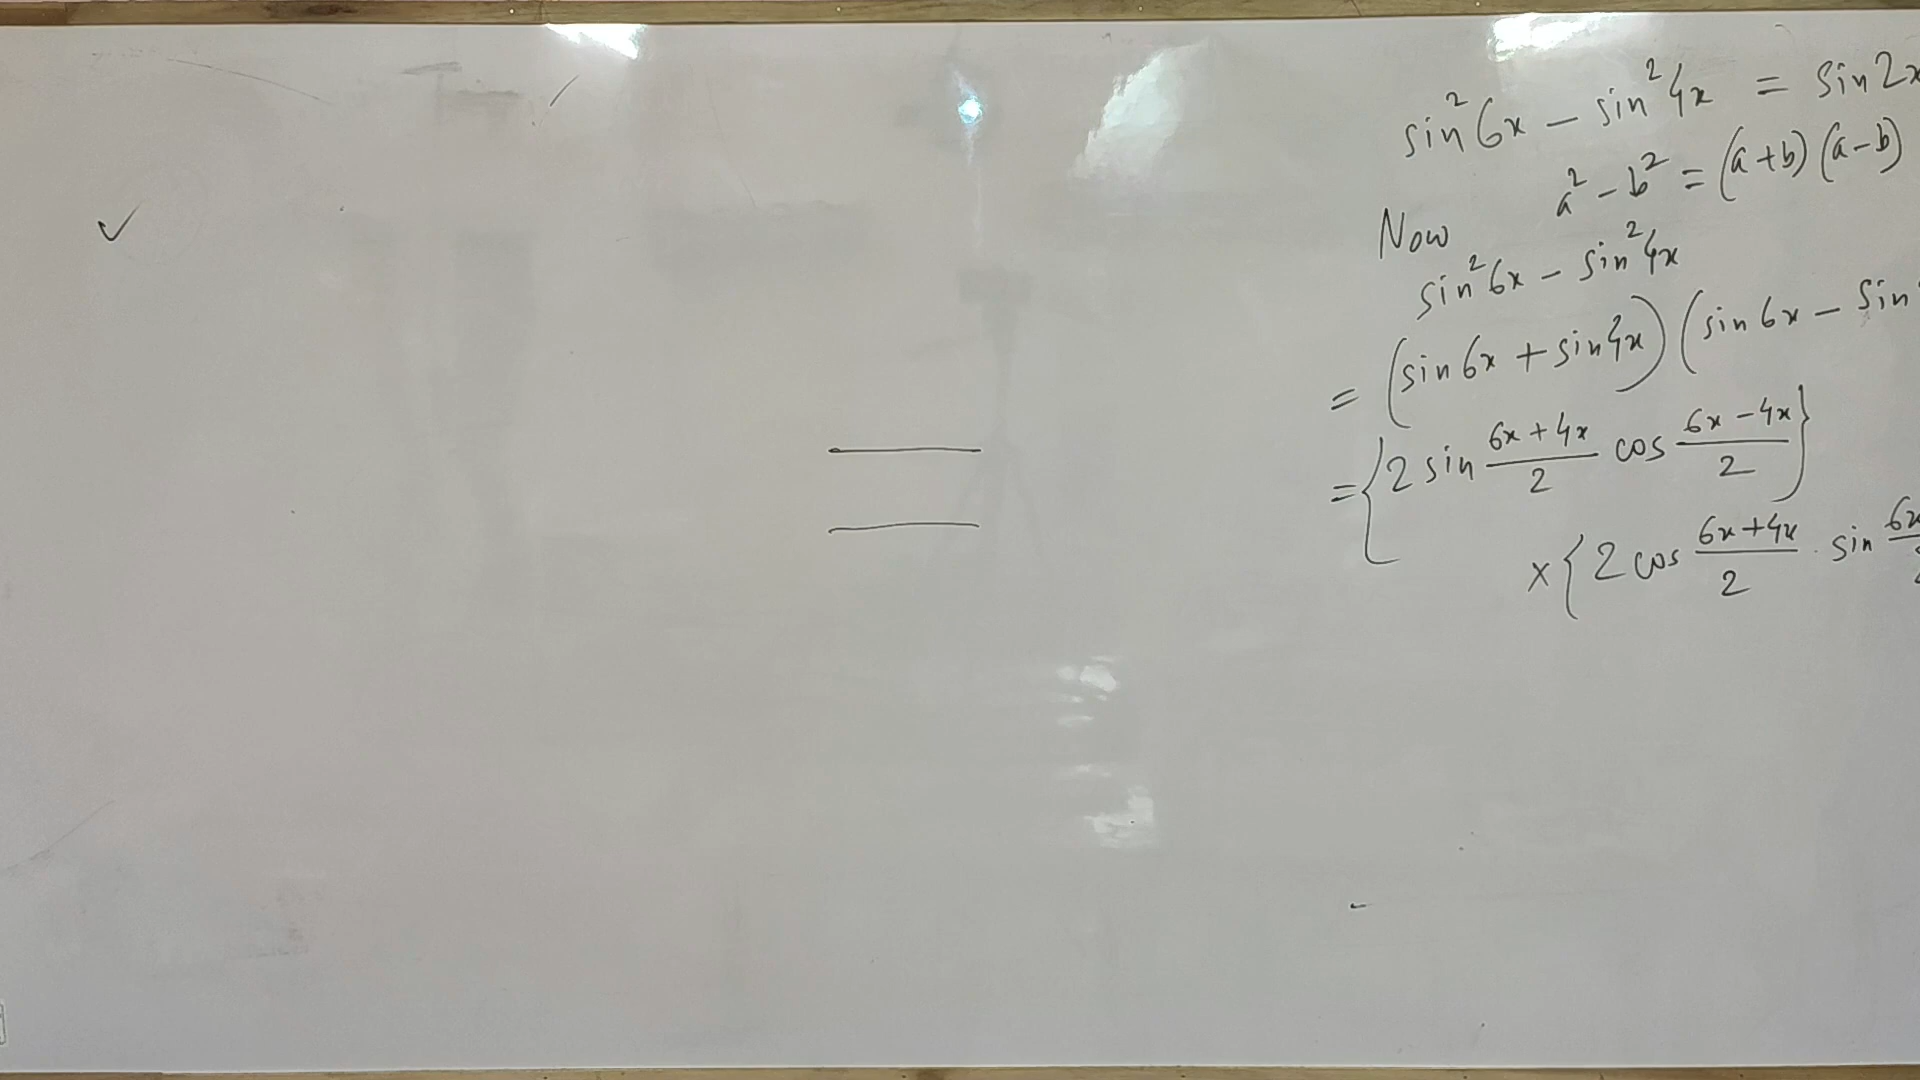 sin²6x − sin²4x = sin2x
a² − b² = (a+b)(a−b)
Now
sin²6x − sin²4x
= (sin6x + sin4x)(sin6x − sin
= {2 sin (6x+4x)/2 cos (6x−4x)/2}
x{2 cos (6x+4x)/2 . sin 6x